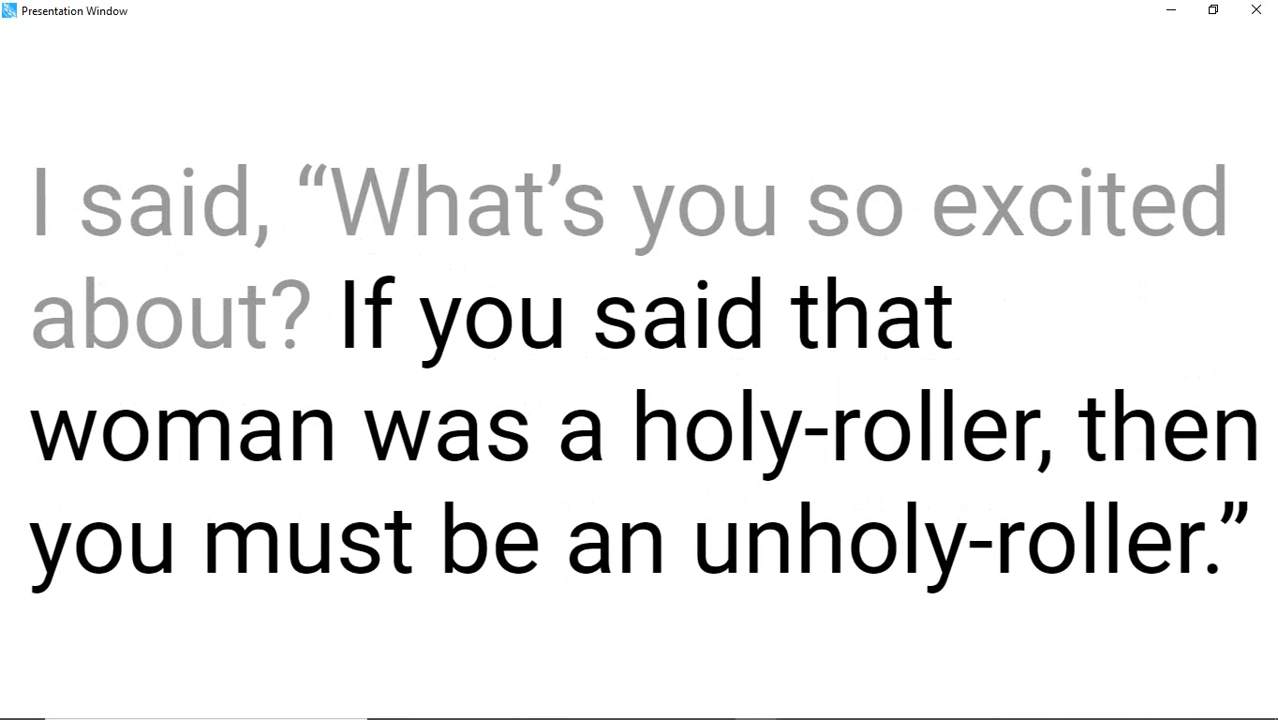 Presentation Window
I said, “What’s you so excited
about? If you said that
woman was a holy-roller, then
you must be an unholy-roller.”